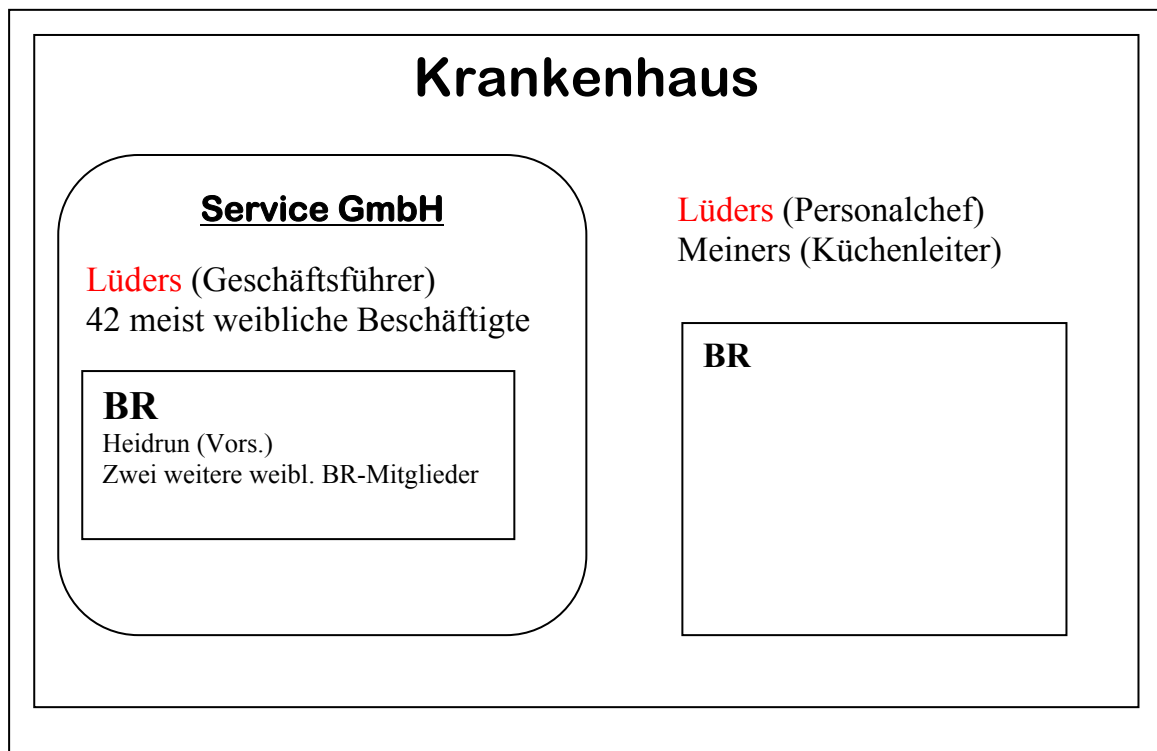 Krankenhaus
Service GmbH
Lüders (Geschäftsführer)
42 meist weibliche Beschäftigte
BR
Heidrun (Vors.)
Zwei weitere weibl. BR-Mitglieder
Lüders (Personalchef)
Meiners (Küchenleiter)
BR